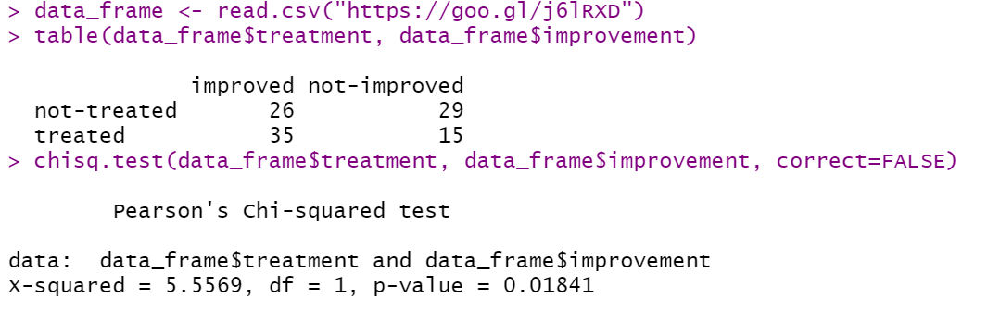 > data_frame <- read.csv("https://goo.gl/j6lRXD")
> table(data_frame$treatment, data_frame$improvement)
improved not-improved
not-treated 26 29
treated 35 15
> chisq.test(data_frame$treatment, data_frame$improvement, correct=FALSE)
Pearson's Chi-squared test
data: data_frame$treatment and data_frame$improvement
X-squared = 5.5569, df = 1, p-value = 0.01841